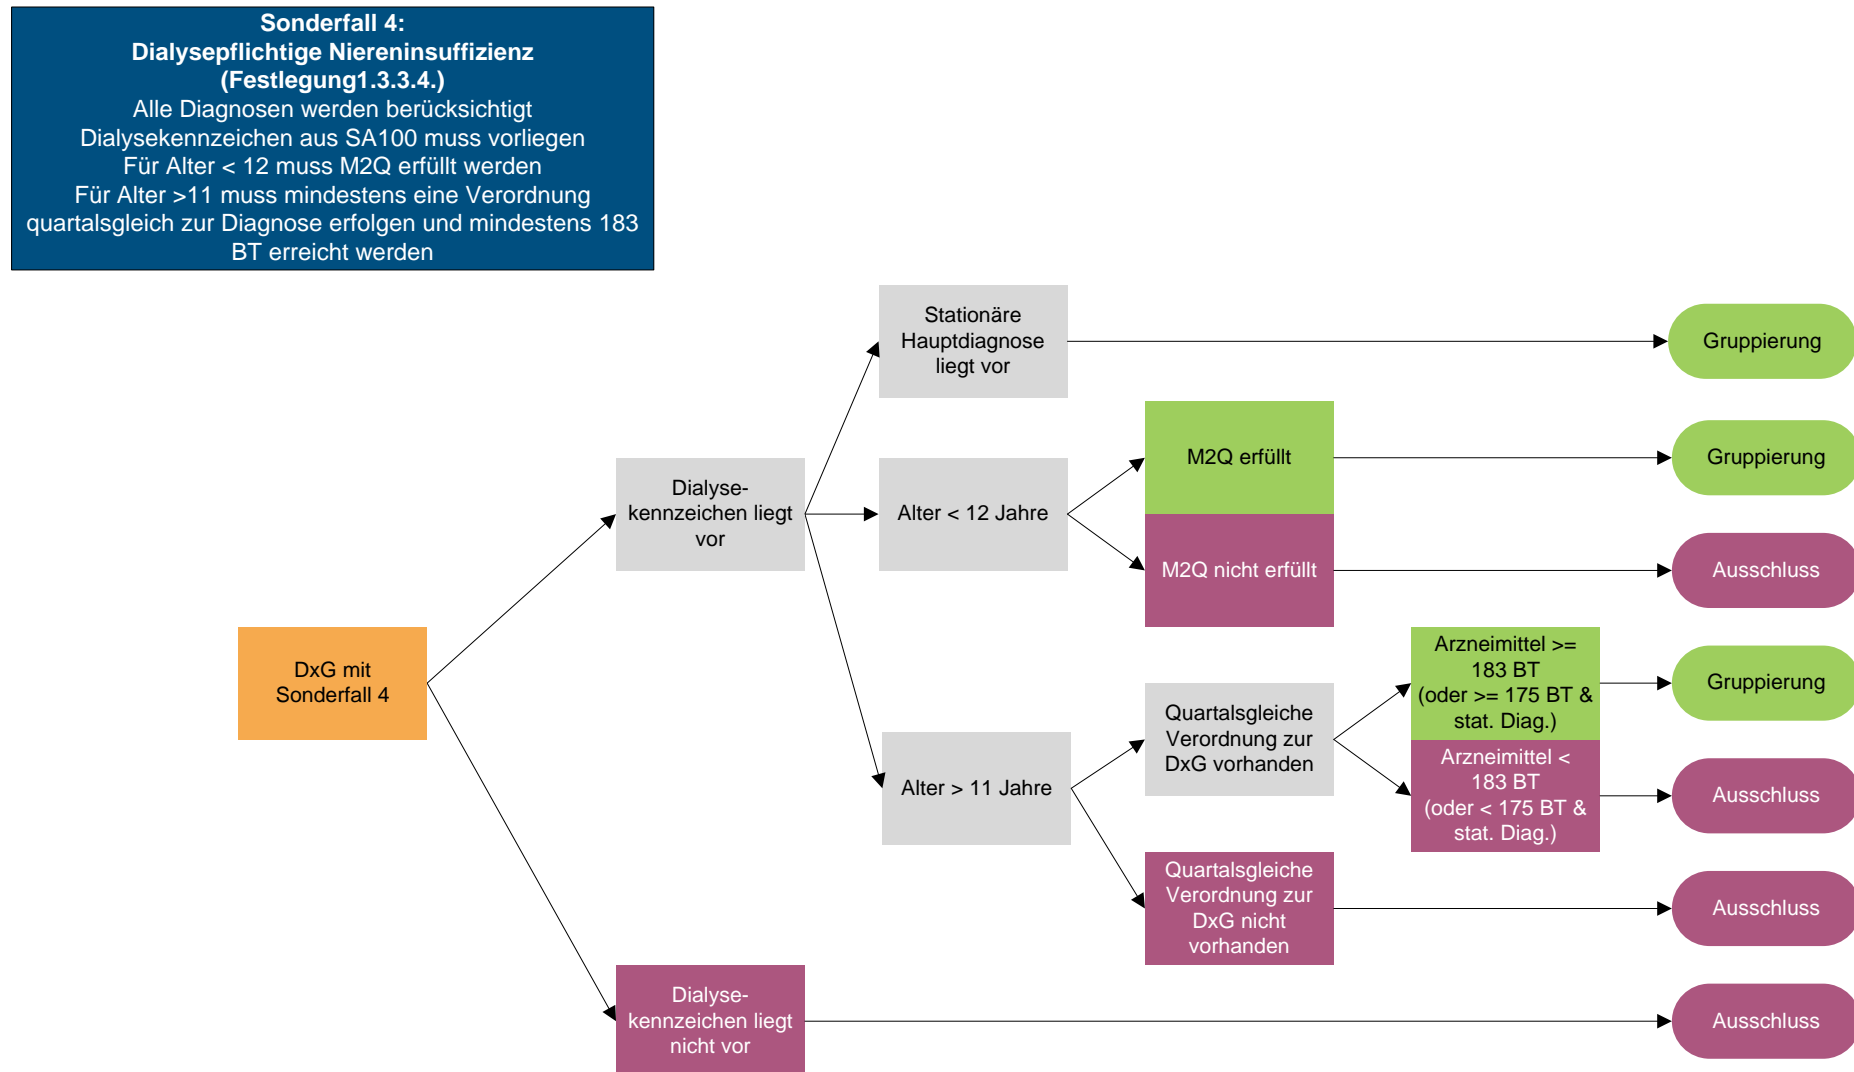 Sonderfall 4:
Dialysepflichtige Niereninsuffizienz
(Festlegung1.3.3.4.)
Alle Diagnosen werden berücksichtigt
Dialysekennzeichen aus SA100 muss vorliegen
Für Alter < 12 muss M2Q erfüllt werden
Für Alter >11 muss mindestens eine Verordnung
quartalsgleich zur Diagnose erfolgen und mindestens 183
BT erreicht werden
Stationäre
Hauptdiagnose
liegt vor
Gruppierung
M2Q erfüllt
Gruppierung
Dialyse-
kennzeichen liegt
vor
Alter < 12 Jahre
M2Q nicht erfüllt
Ausschluss
DxG mit
Sonderfall 4
Arzneimittel >=
183 BT
(oder >= 175 BT &
stat. Diag.)
Gruppierung
Quartalsgleiche
Verordnung zur
DxG vorhanden
Alter > 11 Jahre
Arzneimittel <
183 BT
(oder < 175 BT &
stat. Diag.)
Ausschluss
Quartalsgleiche
Verordnung zur
DxG nicht
vorhanden
Ausschluss
Dialyse-
kennzeichen liegt
nicht vor
Ausschluss